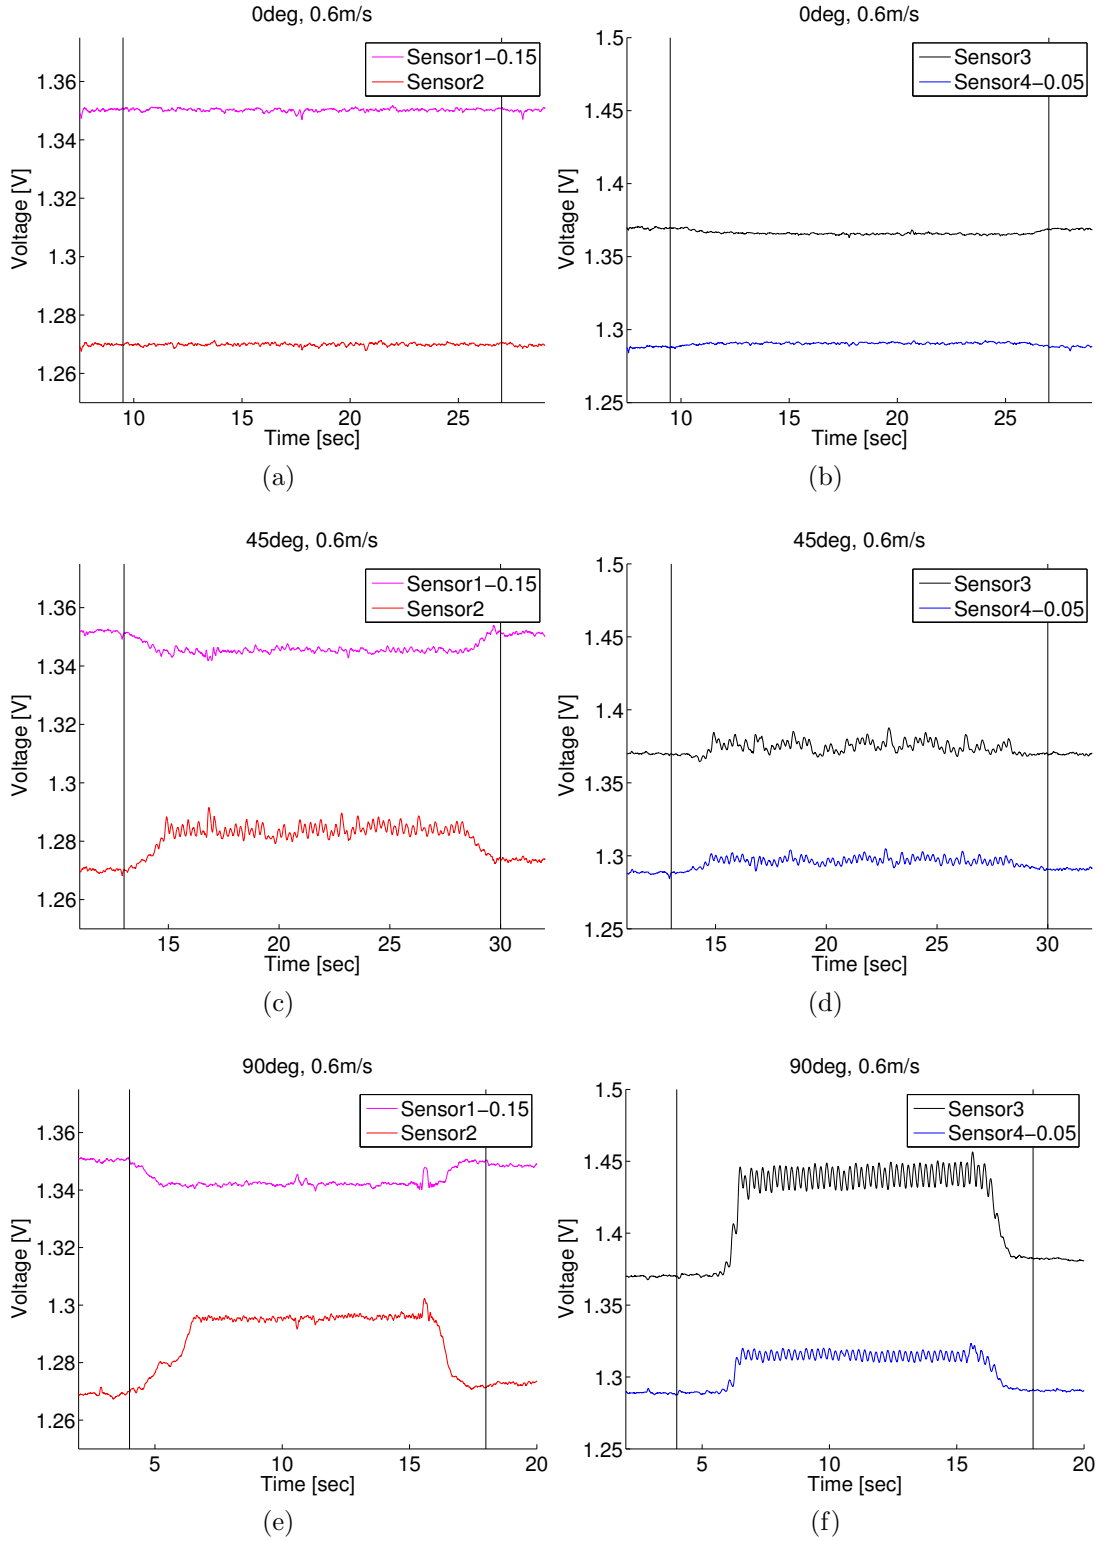 0deg, 0.6m/s
Sensor1−0.15
Sensor2
1.36
1.34
1.32
1.3
1.28
1.26
Voltage [V]
10 15 20 25
Time [sec]
(a)
0deg, 0.6m/s
Sensor3
Sensor4−0.05
1.5
1.45
1.4
1.35
1.3
1.25
Voltage [V]
10 15 20 25
Time [sec]
(b)
45deg, 0.6m/s
Sensor1−0.15
Sensor2
1.36
1.34
1.32
1.3
1.28
1.26
Voltage [V]
15 20 25 30
Time [sec]
(c)
45deg, 0.6m/s
Sensor3
Sensor4−0.05
1.5
1.45
1.4
1.35
1.3
1.25
Voltage [V]
15 20 25 30
Time [sec]
(d)
90deg, 0.6m/s
Sensor1−0.15
Sensor2
1.36
1.34
1.32
1.3
1.28
1.26
Voltage [V]
5 10 15 20
Time [sec]
(e)
90deg, 0.6m/s
Sensor3
Sensor4−0.05
1.5
1.45
1.4
1.35
1.3
1.25
Voltage [V]
5 10 15 20
Time [sec]
(f)